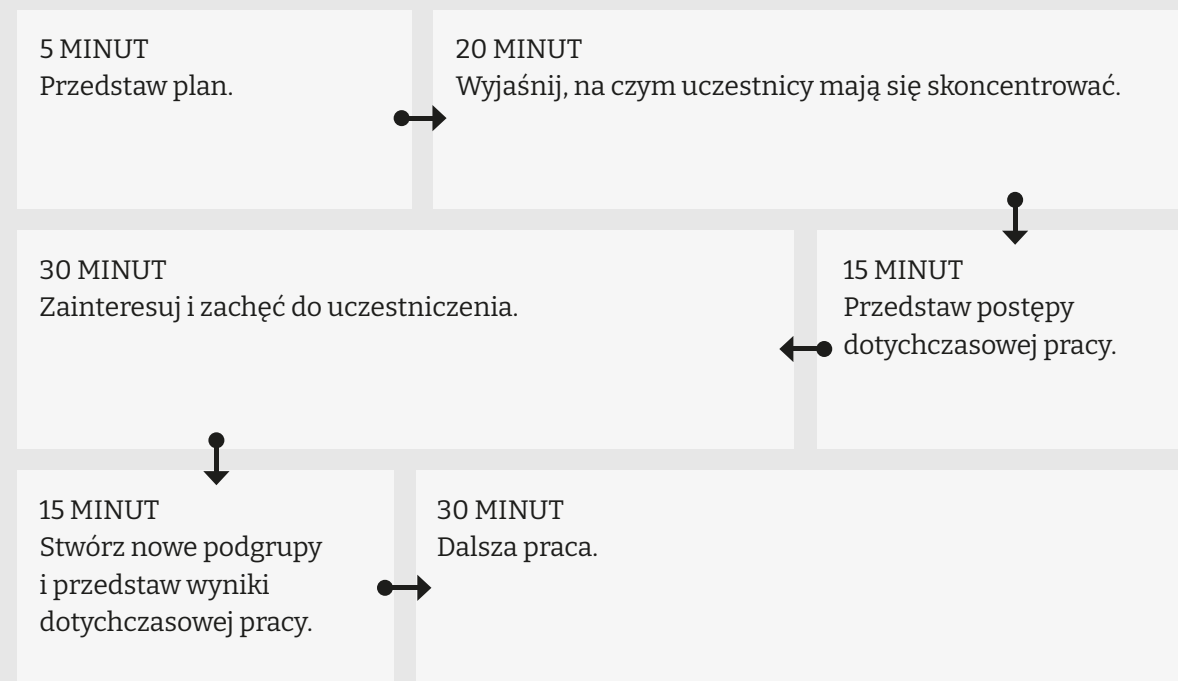 5 MINUT
Przedstaw plan.
20 MINUT
Wyjaśnij, na czym uczestnicy mają się skoncentrować.
15 MINUT
Przedstaw postępy
dotychczasowej pracy.
30 MINUT
Zainteresuj i zachęć do uczestniczenia.
15 MINUT
Stwórz nowe podgrupy
i przedstaw wyniki
dotychczasowej pracy.
30 MINUT
Dalsza praca.